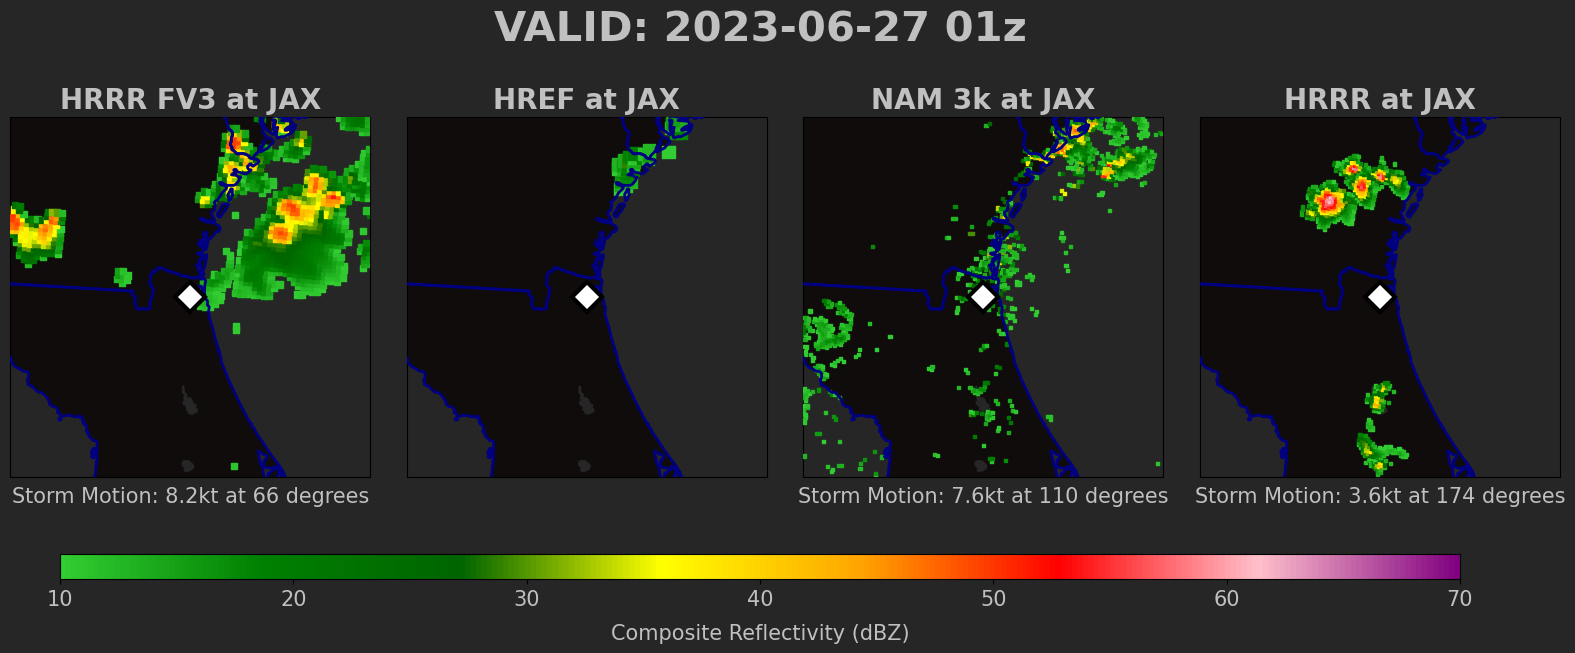 VALID: 2023-06-27 01z
HRRR FV3 at JAX
HREF at JAX
NAM 3k at JAX
HRRR at JAX
Storm Motion: 8.2kt at 66 degrees
Storm Motion: 7.6kt at 110 degrees
Storm Motion: 3.6kt at 174 degrees
10 20 30 40 50 60 70
Composite Reflectivity (dBZ)